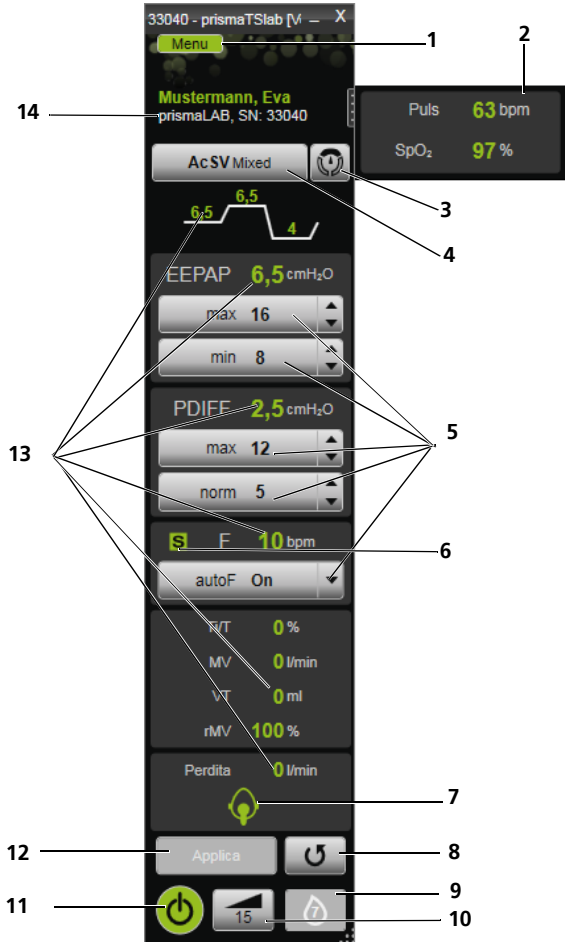 33040 - prismaTSlab [V – X
Menu
1
2
Mustermann, Eva
14
prismaLAB, SN: 33040
Puls 63 bpm
SpO₂ 97 %
AcSV Mixed
3
4
6,5
6,5
4
EEPAP 6,5 cmH₂O
max 16
min 8
PDIFF 2,5 cmH₂O
13
5
max 12
norm 5
S F 10 bpm
6
autoF On
Ti/T 0 %
MV 0 l/min
VT 0 ml
rMV 100 %
Perdita 0 l/min
7
12
Applica
8
11
15
7
9
10